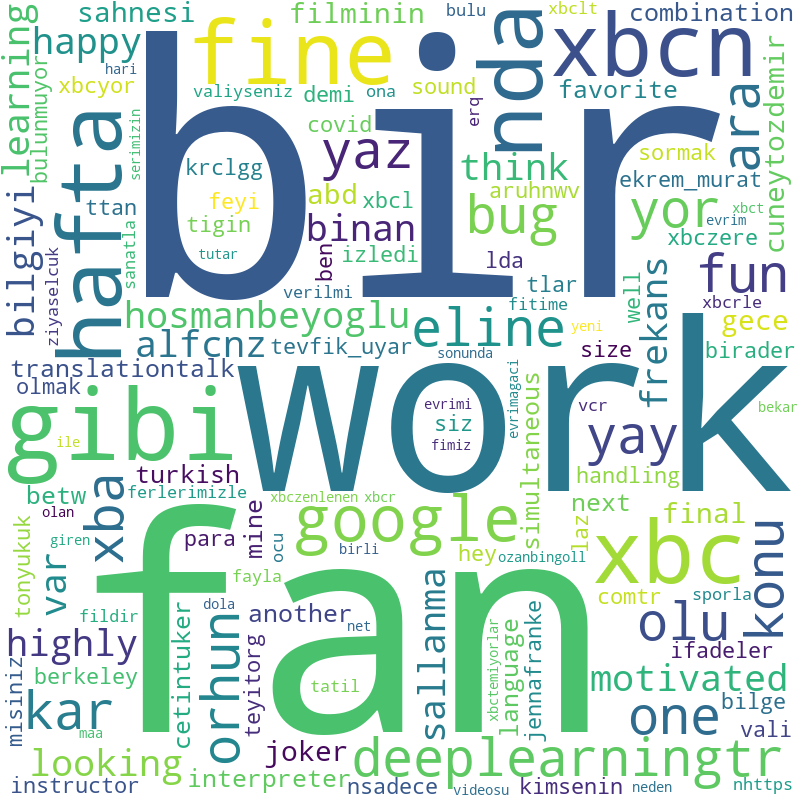 sahnesi
filminin
bulu
xbclt
combination
learning
happy
hari
fine
xbcn
nda
ara
xbcyor
valiyseniz
demi
ona
sound
erq
favorite
bulunmuyor
serimizin
hafta
bir
covid
yaz
sormak
cuneytozdemir
krclgg
think
ekrem_murat
ttan
feyi
abd
xbcl
aruhnwv
evrim
xbct
bilgiyi
tigin
binan
bug
yor
sanatla
ben
izledi
xbczere
tutar
lda
fun
ziyaselcuk
verilmi
tlar
well
frekans
xbcrle
hosmanbeyoglu
fitime
gece
eline
yeni
alfcnz
tevfik_uyar
sonunda
size
birader
translationtalk
olmak
work
evrimi
evrimagaci
vcr
bekar
gibi
siz
yay
ile
fimiz
simultaneous
turkish
handling
xba
betw
ferlerimizle
xbczenlenen
xbcr
next
olan
google
final
tonyukuk
para
mine
laz
xbc
konu
giren
var
ocu
birli
hey
ozanbingoll
fan
fayla
comtr
sporla
fildir
dola
another
net
olu
highly
orhun
sallanma
language
jennafranke
ifadeler
misiniz
berkeley
cetintuker
teyitorg
tatil
xbctemiyorlar
motivated
kar
bilge
maa
one
vali
looking
joker
deeplearningtr
instructor
interpreter
nsadece
videosu
kimsenin
neden
nhttps